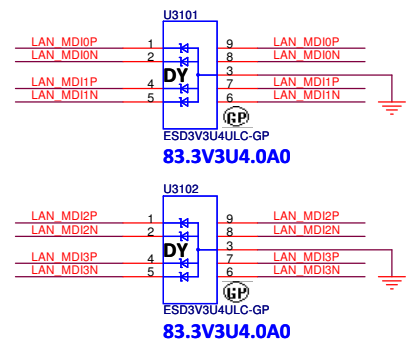 U3101
LAN_MDI0P 1 9 LAN_MDI0P
LAN_MDI0N 2 8 LAN_MDI0N
DY 3
LAN_MDI1P 4 7 LAN_MDI1P
LAN_MDI1N 5 6 LAN_MDI1N
GP
ESD3V3U4ULC-GP
83.3V3U4.0A0
U3102
LAN_MDI2P 1 9 LAN_MDI2P
LAN_MDI2N 2 8 LAN_MDI2N
DY 3
LAN_MDI3P 4 7 LAN_MDI3P
LAN_MDI3N 5 6 LAN_MDI3N
GP
ESD3V3U4ULC-GP
83.3V3U4.0A0